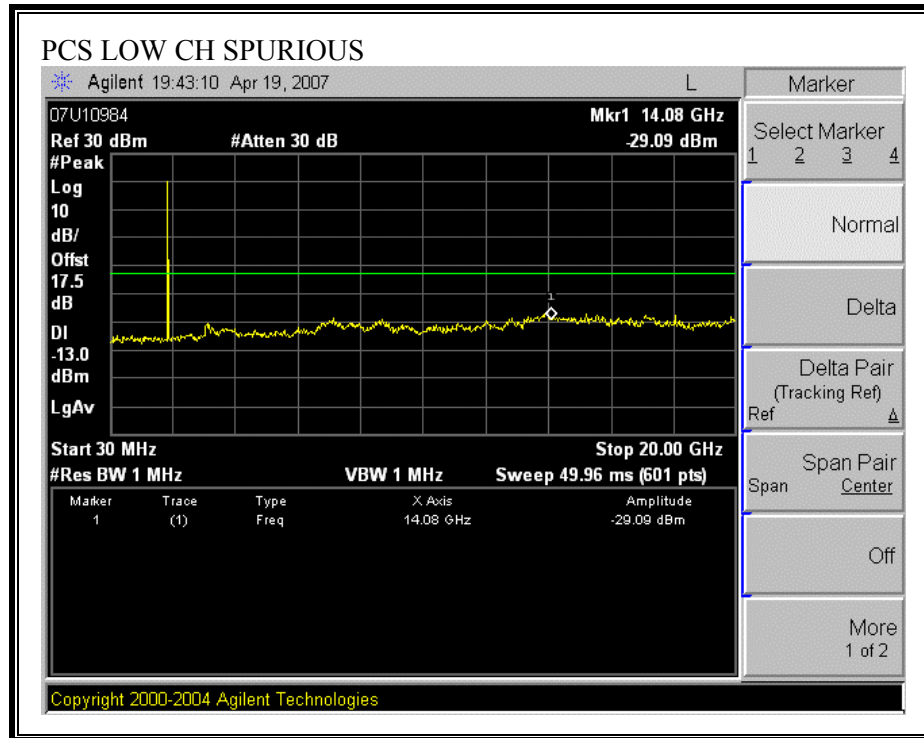 PCS LOW CH SPURIOUS
Agilent 19:43:10 Apr 19, 2007 L
Marker
07U10984 Mkr1 14.08 GHz
Ref 30 dBm #Atten 30 dB -29.09 dBm
#Peak
Log
10
dB/
Offst
17.5
dB
DI
-13.0
dBm
LgAv
1
Start 30 MHz Stop 20.00 GHz
#Res BW 1 MHz VBW 1 MHz Sweep 49.96 ms (601 pts)
Marker Trace Type X Axis Amplitude
1 (1) Freq 14.08 GHz -29.09 dBm
Select Marker
1 2 3 4
Normal
Delta
Delta Pair
(Tracking Ref)
Ref Δ
Span Pair
Span Center
Off
More
1 of 2
Copyright 2000-2004 Agilent Technologies